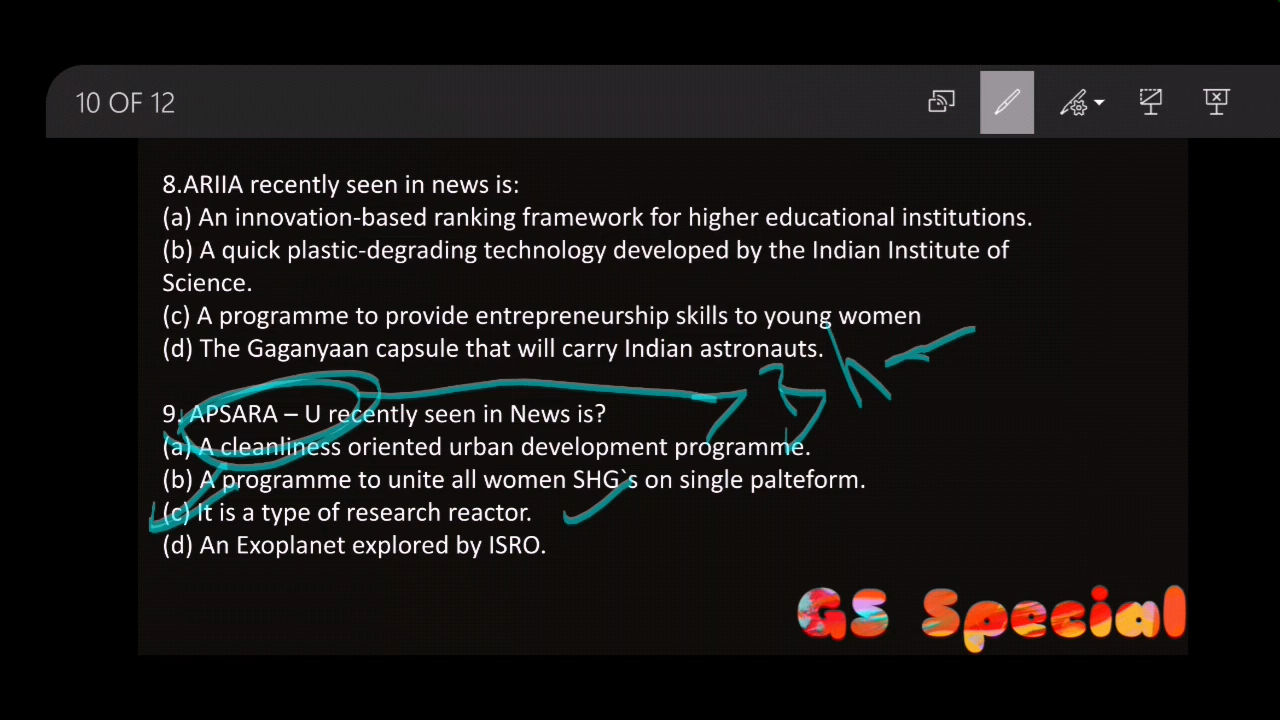 10 OF 12
8.ARIIA recently seen in news is:
(a) An innovation-based ranking framework for higher educational institutions.
(b) A quick plastic-degrading technology developed by the Indian Institute of
Science.
(c) A programme to provide entrepreneurship skills to young women
(d) The Gaganyaan capsule that will carry Indian astronauts.
9. APSARA – U recently seen in News is?
(a) A cleanliness oriented urban development programme.
(b) A programme to unite all women SHG`s on single palteform.
(c) It is a type of research reactor.
(d) An Exoplanet explored by ISRO.
GS Special